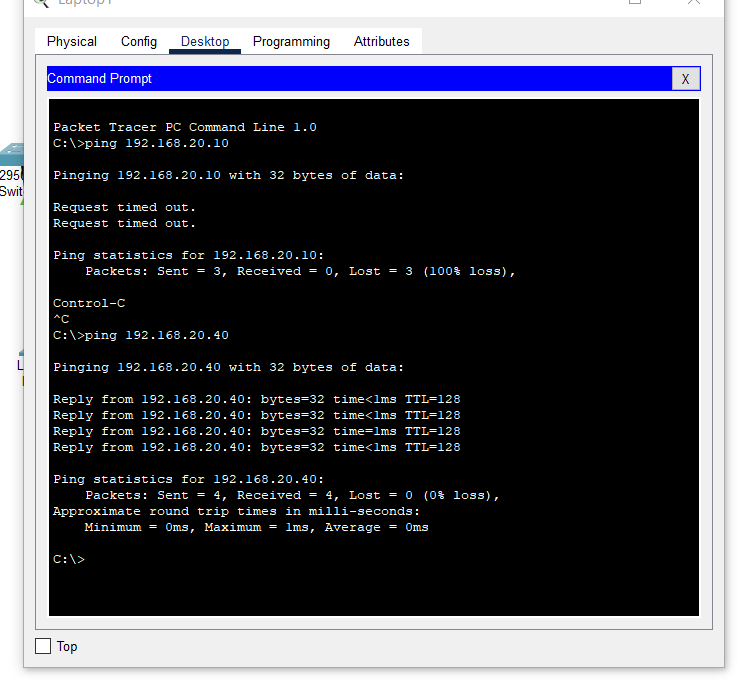 Laptop1
Physical Config Desktop Programming Attributes
Command Prompt X
Packet Tracer PC Command Line 1.0
C:\>ping 192.168.20.10
Pinging 192.168.20.10 with 32 bytes of data:
Request timed out.
Request timed out.
Ping statistics for 192.168.20.10:
Packets: Sent = 3, Received = 0, Lost = 3 (100% loss),
Control-C
^C
C:\>ping 192.168.20.40
Pinging 192.168.20.40 with 32 bytes of data:
Reply from 192.168.20.40: bytes=32 time<1ms TTL=128
Reply from 192.168.20.40: bytes=32 time<1ms TTL=128
Reply from 192.168.20.40: bytes=32 time=1ms TTL=128
Reply from 192.168.20.40: bytes=32 time<1ms TTL=128
Ping statistics for 192.168.20.40:
Packets: Sent = 4, Received = 4, Lost = 0 (0% loss),
Approximate round trip times in milli-seconds:
Minimum = 0ms, Maximum = 1ms, Average = 0ms
C:\>
Top
295
Swit
L